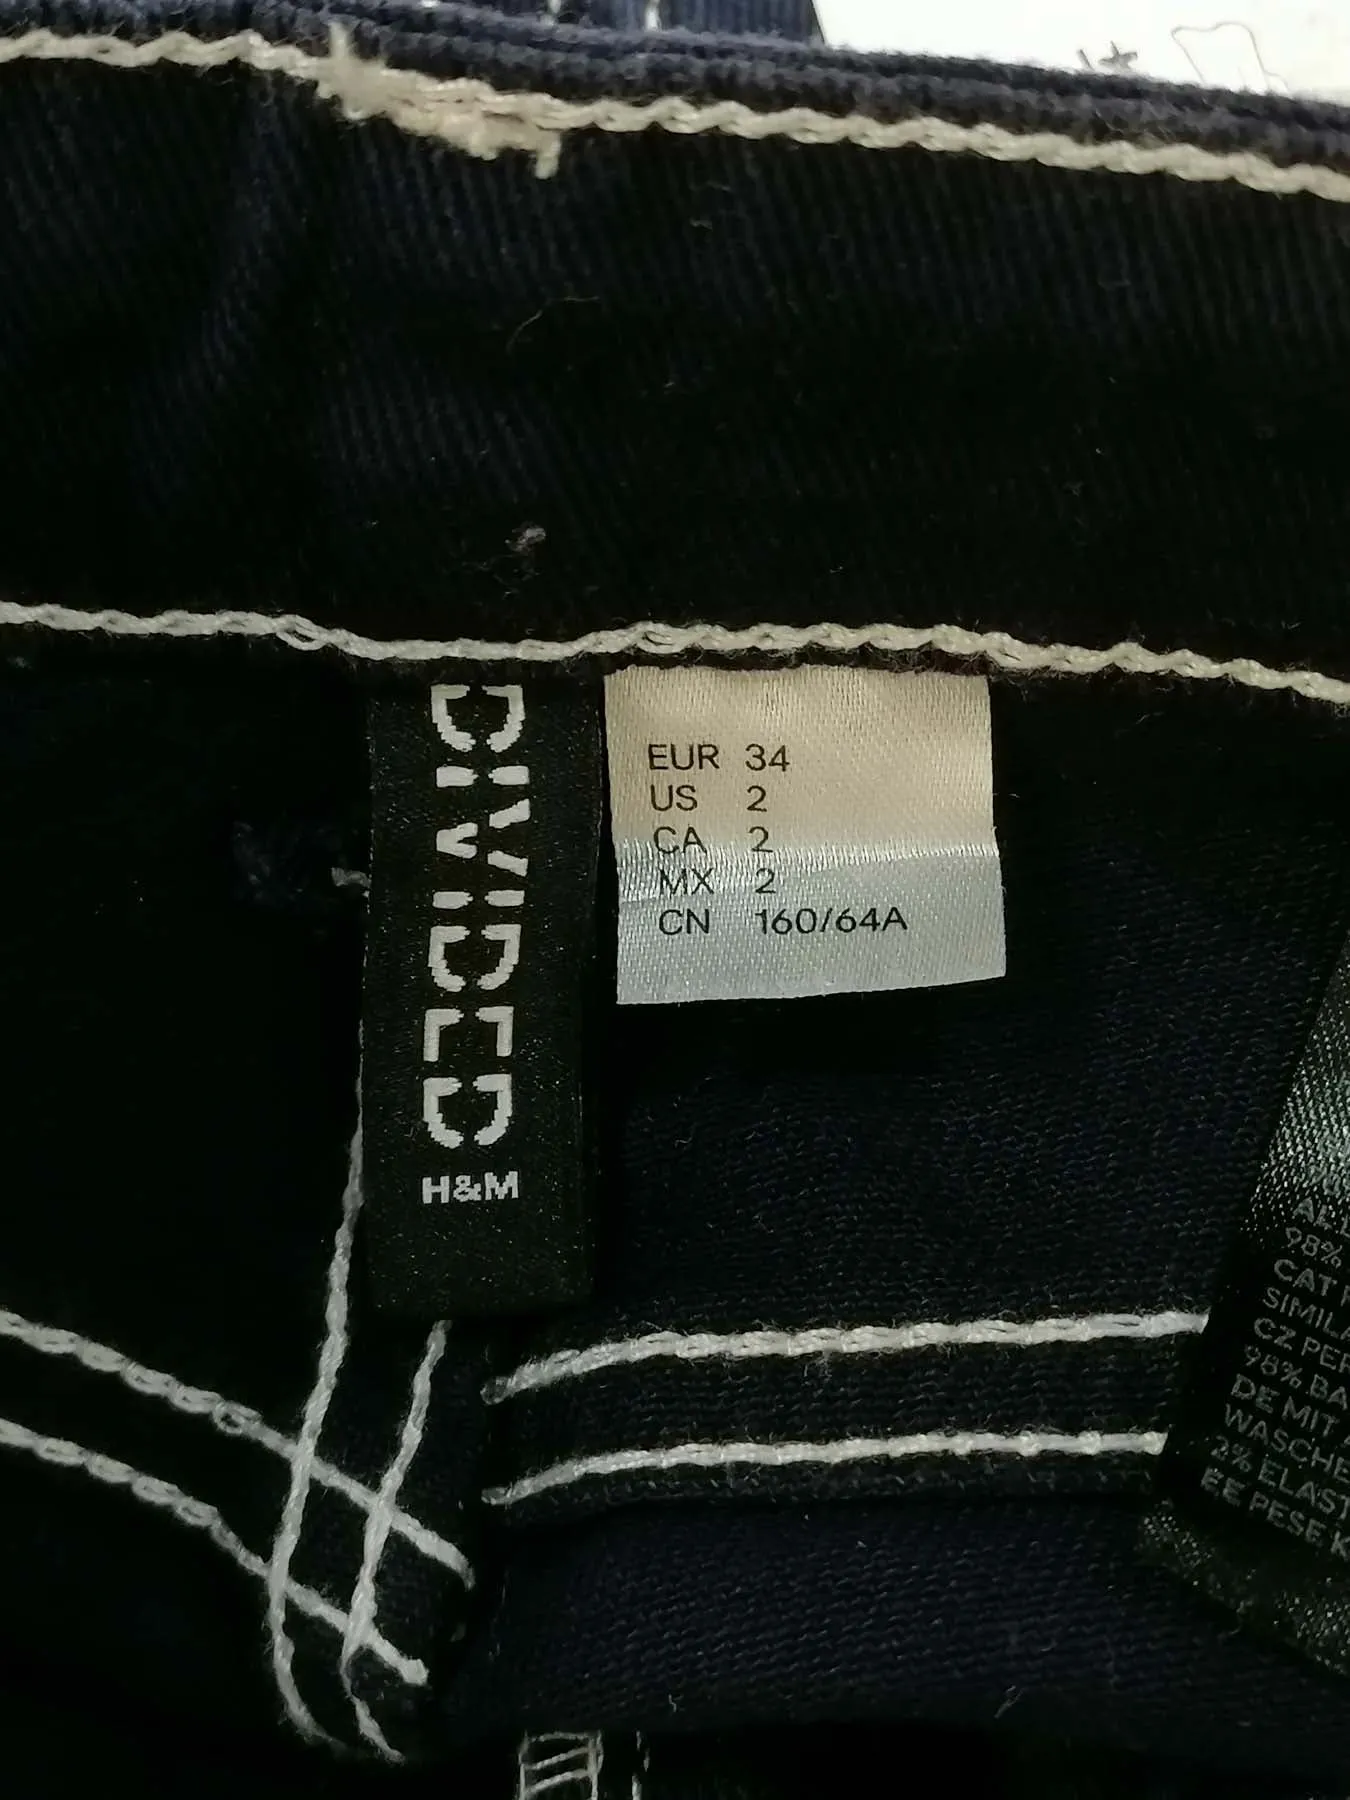 DIVIDED
H&M
EUR 34
US 2
CA 2
MX 2
CN 160/64A
98%
CAT
CZ PER
98% BA
DE MIT
WASCHE
2% ELAST
EE PESE